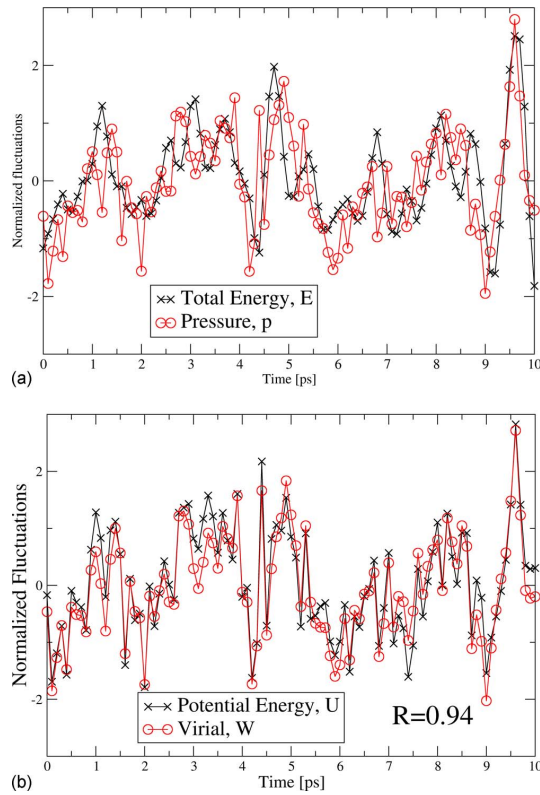 2
0
-2
Normalized fluctuations
Total Energy, E
Pressure, p
0 1 2 3 4 5 6 7 8 9 10
Time [ps]
(a)
2
0
-2
Normalized Fluctuations
Potential Energy, U
Virial, W
R=0.94
0 1 2 3 4 5 6 7 8 9 10
Time [ps]
(b)